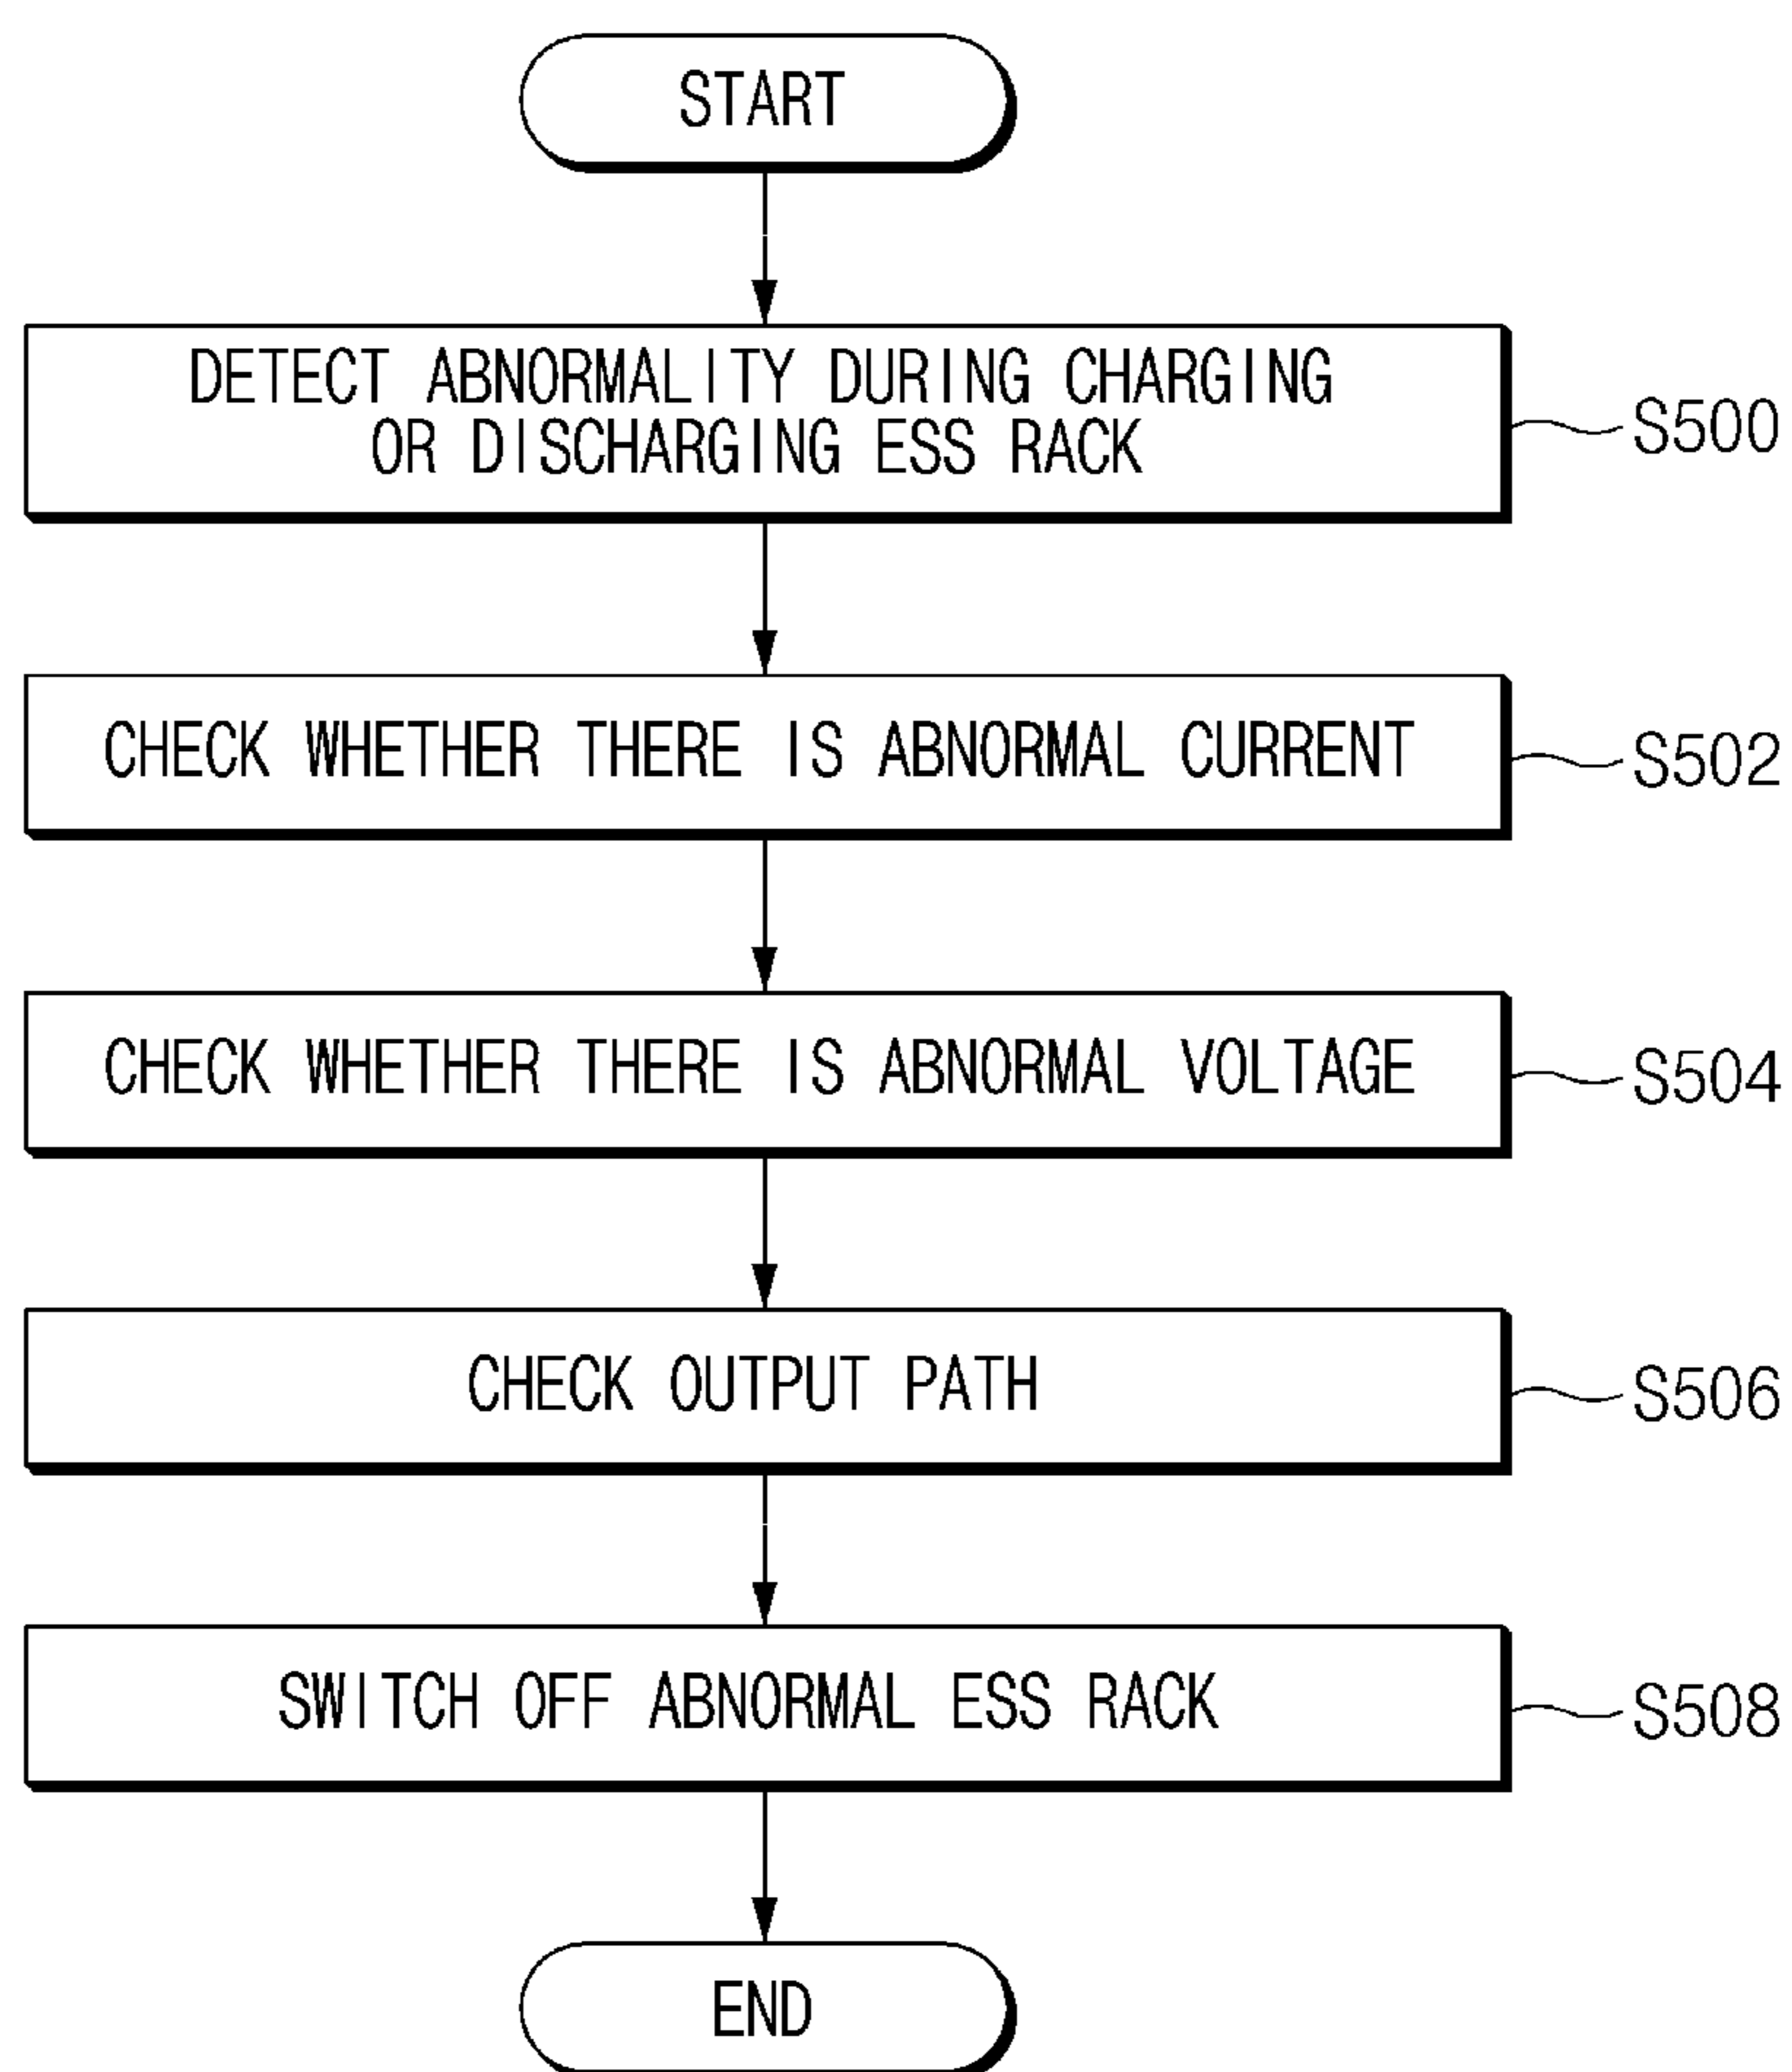 START
DETECT ABNORMALITY DURING CHARGING
OR DISCHARGING ESS RACK
S500
CHECK WHETHER THERE IS ABNORMAL CURRENT
S502
CHECK WHETHER THERE IS ABNORMAL VOLTAGE
S504
CHECK OUTPUT PATH
S506
SWITCH OFF ABNORMAL ESS RACK
S508
END